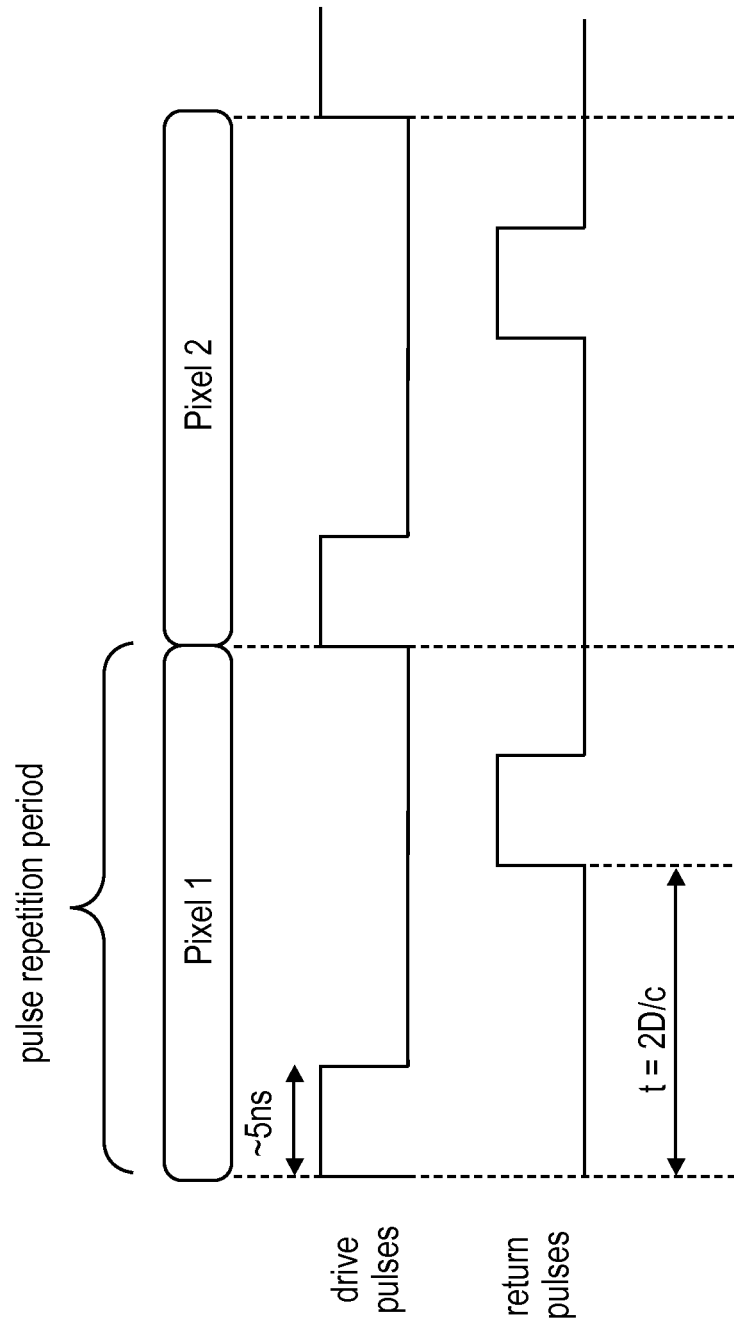 pulse repetition period
Pixel 1
Pixel 2
~5ns
drive
pulses
return
pulses
t = 2D/c